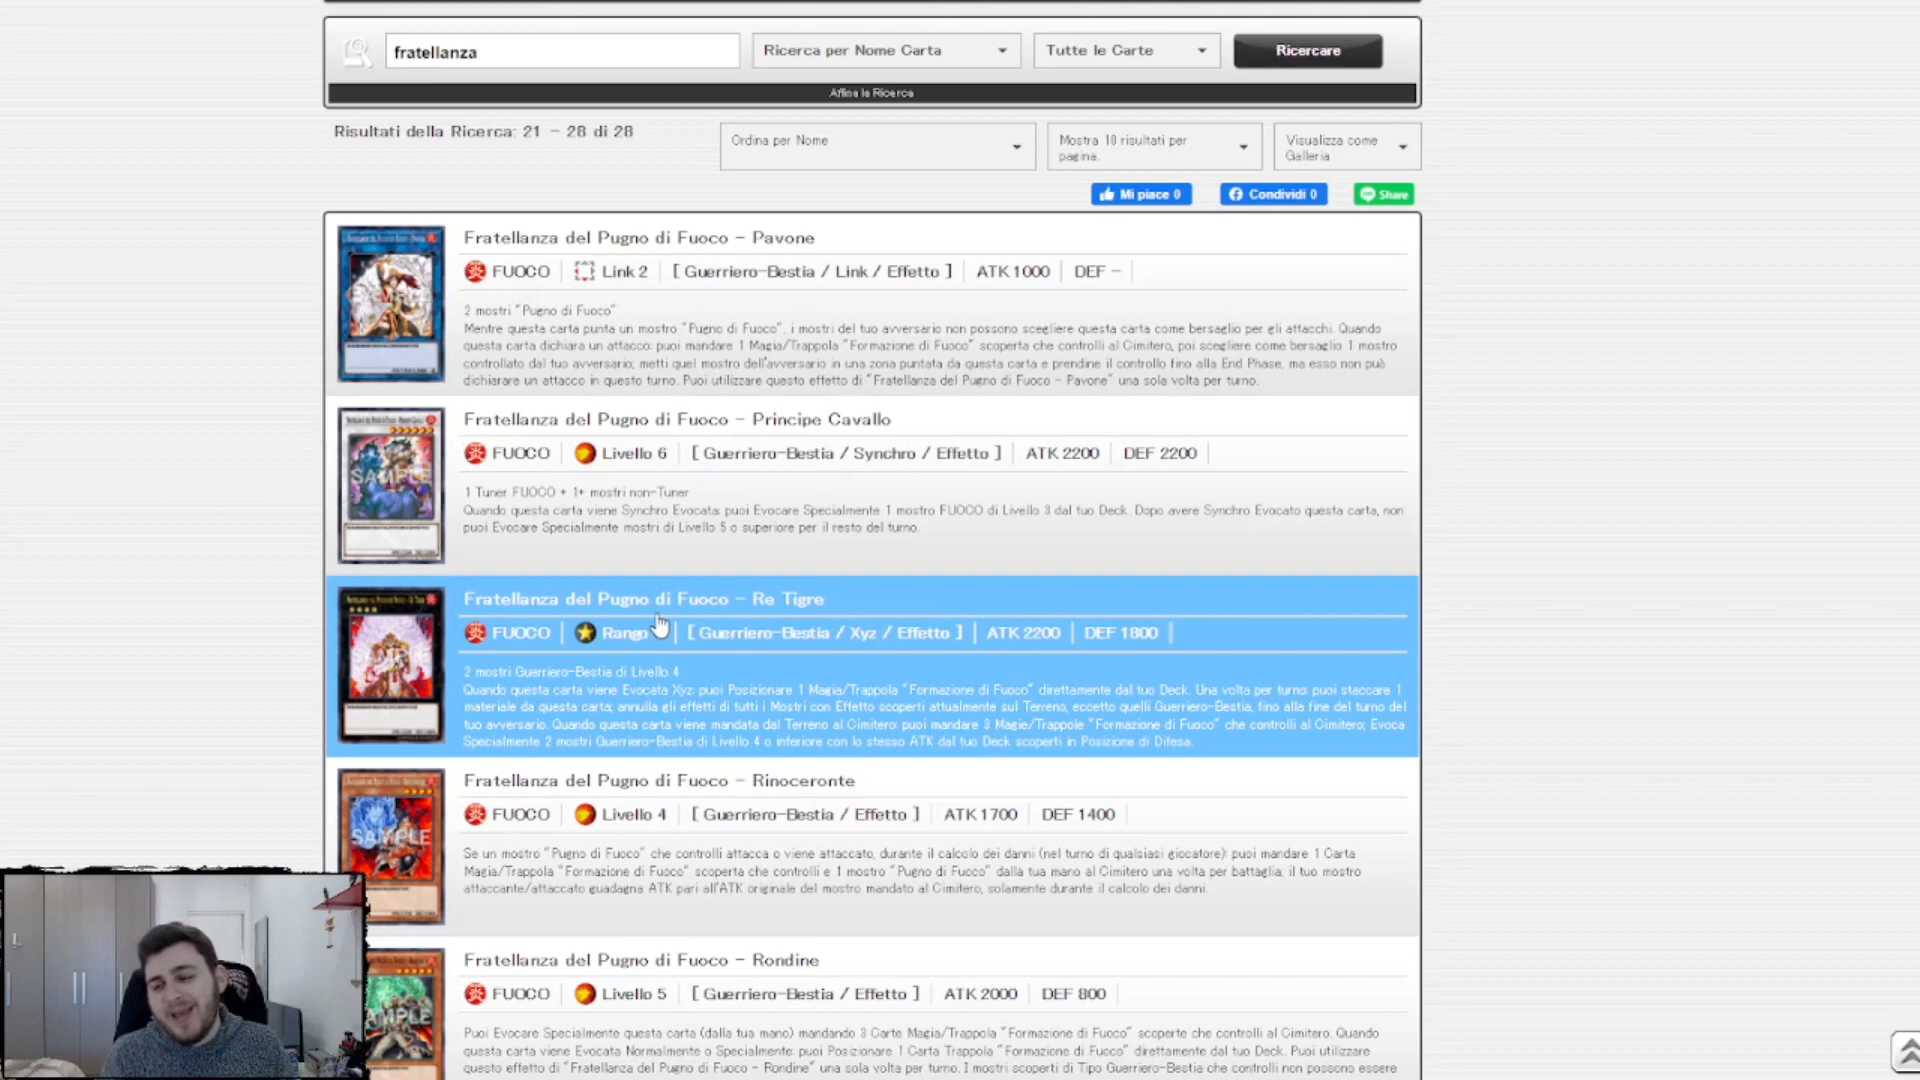 fratellanza
Ricerca per Nome Carta
Tutte le Carte
Ricercare
Affina la Ricerca
Risultati della Ricerca: 21 - 28 di 28
Ordina per Nome
Mostra 10 risultati per
pagina.
Visualizza come
Galleria
Mi piace 0
Condividi 0
Share
Fratellanza del Pugno di Fuoco - Pavone
FUOCO Link 2 [ Guerriero-Bestia / Link / Effetto ] ATK 1000 DEF -
2 mostri "Pugno di Fuoco"
Mentre questa carta punta un mostro "Pugno di Fuoco", i mostri del tuo avversario non possono scegliere questa carta come bersaglio per gli attacchi. Quando
questa carta dichiara un attacco: puoi mandare 1 Magia/Trappola "Formazione di Fuoco" scoperta che controlli al Cimitero, poi scegliere come bersaglio 1 mostro
controllato dal tuo avversario; metti quel mostro dell'avversario in una zona puntata da questa carta e prendine il controllo fino alla End Phase, ma esso non può
dichiarare un attacco in questo turno. Puoi utilizzare questo effetto di "Fratellanza del Pugno di Fuoco - Pavone" una sola volta per turno.
Fratellanza del Pugno di Fuoco - Principe Cavallo
FUOCO Livello 6 [ Guerriero-Bestia / Synchro / Effetto ] ATK 2200 DEF 2200
SAMPLE
1 Tuner FUOCO + 1+ mostri non-Tuner
Quando questa carta viene Synchro Evocata: puoi Evocare Specialmente 1 mostro FUOCO di Livello 3 dal tuo Deck. Dopo avere Synchro Evocato questa carta, non
puoi Evocare Specialmente mostri di Livello 5 o superiore per il resto del turno.
Fratellanza del Pugno di Fuoco - Re Tigre
FUOCO Rango [ Guerriero-Bestia / Xyz / Effetto ] ATK 2200 DEF 1800
2 mostri Guerriero-Bestia di Livello 4
Quando questa carta viene Evocata Xyz: puoi Posizionare 1 Magia/Trappola "Formazione di Fuoco" direttamente dal tuo Deck. Una volta per turno: puoi staccare 1
materiale da questa carta; annulla gli effetti di tutti i Mostri con Effetto scoperti attualmente sul Terreno, eccetto quelli Guerriero-Bestia, fino alla fine del turno del
tuo avversario. Quando questa carta viene mandata dal Terreno al Cimitero: puoi mandare 3 Magie/Trappole "Formazione di Fuoco" che controlli al Cimitero; Evoca
Specialmente 2 mostri Guerriero-Bestia di Livello 4 o inferiore con lo stesso ATK dal tuo Deck scoperti in Posizione di Difesa.
Fratellanza del Pugno di Fuoco - Rinoceronte
FUOCO Livello 4 [ Guerriero-Bestia / Effetto ] ATK 1700 DEF 1400
SAMPLE
Se un mostro "Pugno di Fuoco" che controlli attacca o viene attaccato, durante il calcolo dei danni (nel turno di qualsiasi giocatore): puoi mandare 1 Carta
Magia/Trappola "Formazione di Fuoco" scoperta che controlli e 1 mostro "Pugno di Fuoco" dalla tua mano al Cimitero una volta per battaglia; il tuo mostro
attaccante/attaccato guadagna ATK pari all'ATK originale del mostro mandato al Cimitero, solamente durante il calcolo dei danni.
Fratellanza del Pugno di Fuoco - Rondine
FUOCO Livello 5 [ Guerriero-Bestia / Effetto ] ATK 2000 DEF 800
Puoi Evocare Specialmente questa carta (dalla tua mano) mandando 3 Carte Magia/Trappola "Formazione di Fuoco" scoperte che controlli al Cimitero. Quando
questa carta viene Evocata Normalmente o Specialmente: puoi Posizionare 1 Carta Trappola "Formazione di Fuoco" direttamente dal tuo Deck. Puoi utilizzare
questo effetto di "Fratellanza del Pugno di Fuoco - Rondine" una sola volta per turno. I mostri scoperti di Tipo Guerriero-Bestia che controlli non possono essere